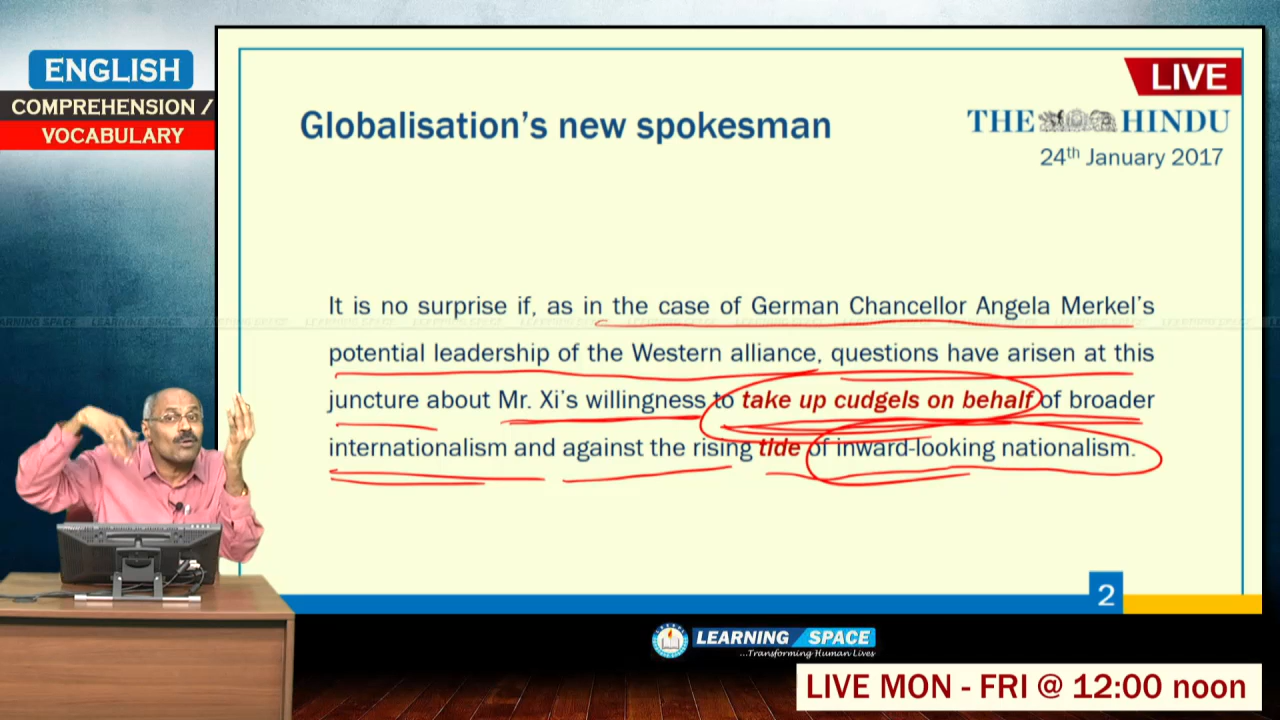 ENGLISH
COMPREHENSION /
VOCABULARY
LIVE
Globalisation's new spokesman
THE HINDU
24th January 2017
It is no surprise if, as in the case of German Chancellor Angela Merkel's
potential leadership of the Western alliance, questions have arisen at this
juncture about Mr. Xi's willingness to take up cudgels on behalf of broader
internationalism and against the rising tide of inward-looking nationalism.
2
LEARNING SPACE
...Transforming Human Lives
LIVE MON - FRI @ 12:00 noon